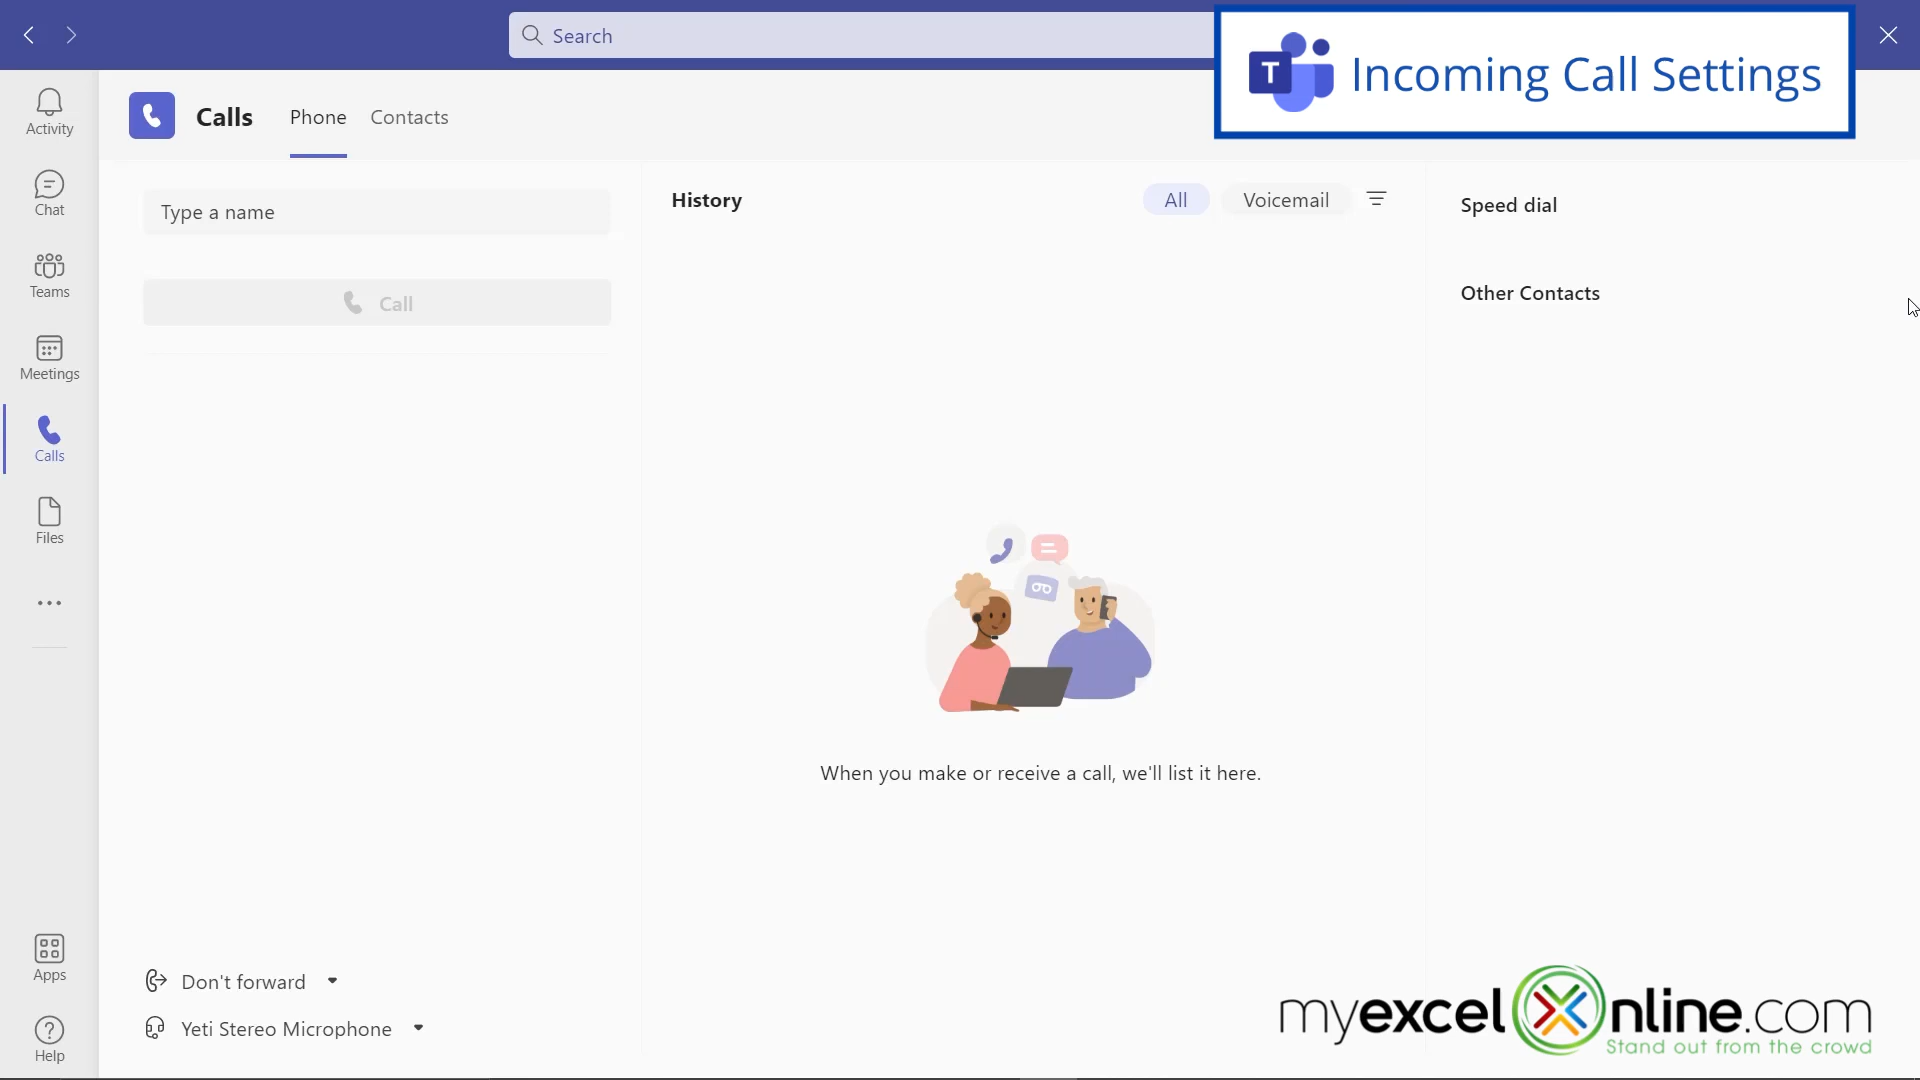 Search
T Incoming Call Settings
Activity
Chat
Teams
Meetings
Calls
Files
Apps
Help
Calls
Phone
Contacts
Type a name
Call
Don't forward
Yeti Stereo Microphone
History
All
Voicemail
When you make or receive a call, we'll list it here.
Speed dial
Other Contacts
myexcelonline.com
Stand out from the crowd